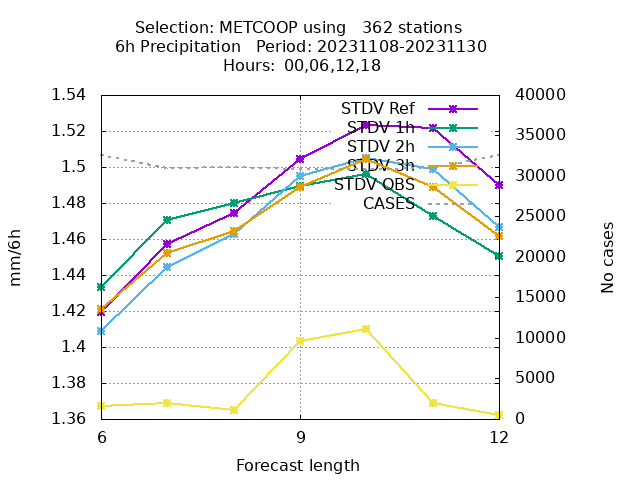 Selection: METCOOP using   362 stations
6h Precipitation   Period: 20231108-20231130
Hours:  00,06,12,18
mm/6h
No cases
1.54
1.52
1.5
1.48
1.46
1.44
1.42
1.4
1.38
1.36
40000
35000
30000
25000
20000
15000
10000
5000
0
STDV Ref
STDV 1h
STDV 2h
STDV 3h
STDV OBS
CASES
6 9 12
Forecast length